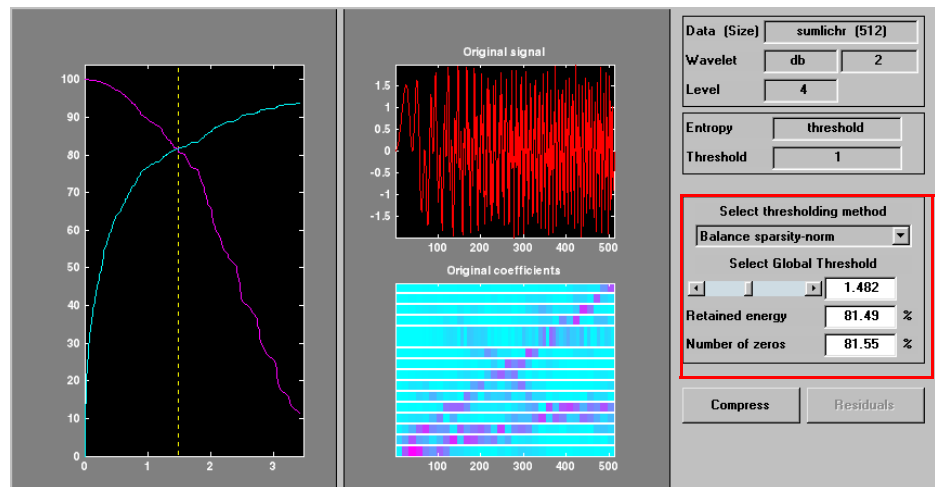 100
90
80
70
60
50
40
30
20
10
0
0 1 2 3
Original signal
1.5
1
0.5
0
-0.5
-1
-1.5
100 200 300 400 500
Original coefficients
100 200 300 400 500
Data (Size) sumlichr (512)
Wavelet db 2
Level 4
Entropy threshold
Threshold 1
Select thresholding method
Balance sparsity-norm
Select Global Threshold
1.482
Retained energy 81.49 %
Number of zeros 81.55 %
Compress Residuals